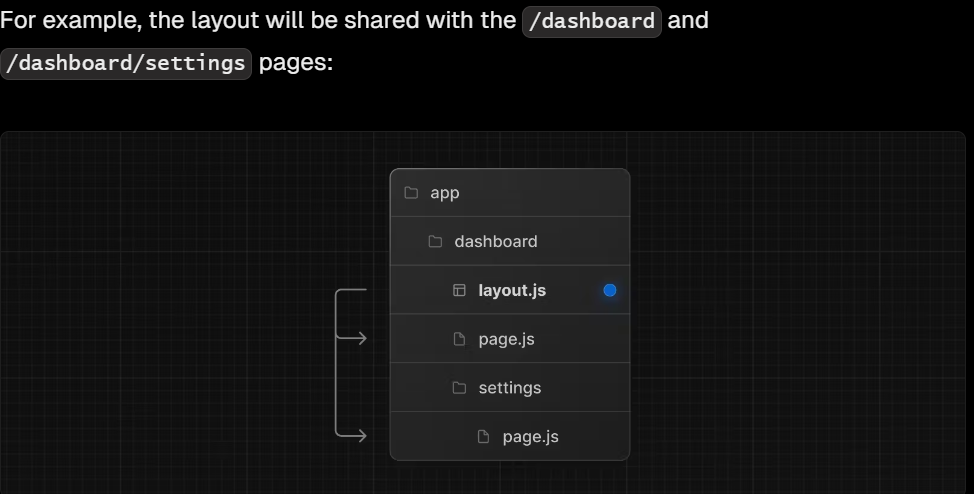 For example, the layout will be shared with the /dashboard and
/dashboard/settings pages:
app
dashboard
layout.js
page.js
settings
page.js